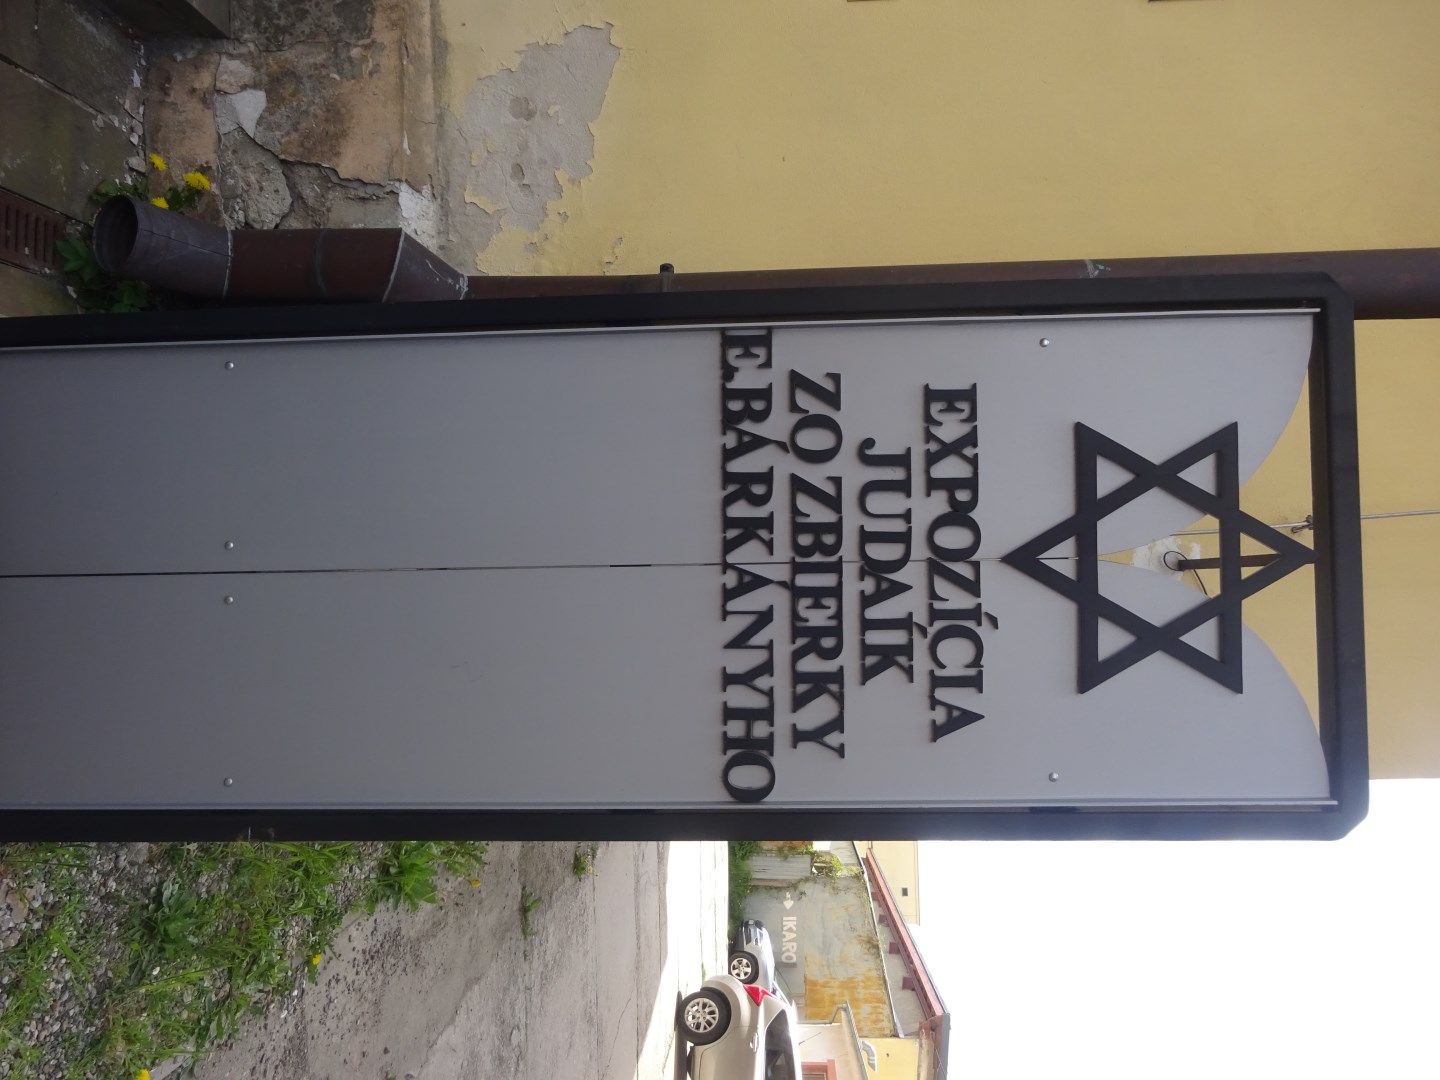 EXPOZÍCIA
JUDAÍK
ZO ZBIERKY
E.BÁRKÁNYHO
IKARO